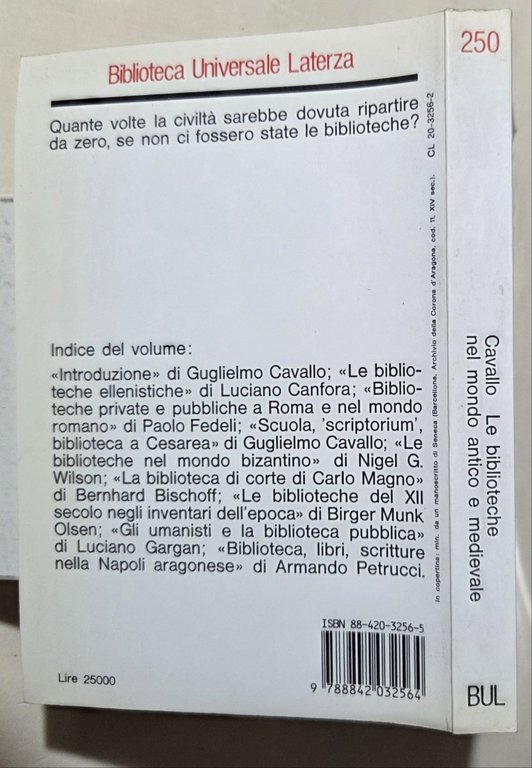 Biblioteca Universale Laterza
Quante volte la civiltà sarebbe dovuta ripartire
da zero, se non ci fossero state le biblioteche?
Indice del volume:
«Introduzione» di Guglielmo Cavallo; «Le biblio-
teche ellenistiche» di Luciano Canfora; «Biblio-
teche private e pubbliche a Roma e nel mondo
romano» di Paolo Fedeli; «Scuola, 'scriptorium',
biblioteca a Cesarea» di Guglielmo Cavallo; «Le
biblioteche nel mondo bizantino» di Nigel G.
Wilson; «La biblioteca di corte di Carlo Magno»
di Bernhard Bischoff; «Le biblioteche del XII
secolo negli inventari dell'epoca» di Birger Munk
Olsen; «Gli umanisti e la biblioteca pubblica»
di Luciano Gargan; «Biblioteca, libri, scritture
nella Napoli aragonese» di Armando Petrucci.
Lire 25000
ISBN 88-420-3256-5
9 788842 032564
In copertina: min. da un manoscritto di Seneca (Barcellona, Archivio della Corona d'Aragona, cod. 11, XIV sec.). CL 20-3256-2
250
Cavallo Le biblioteche
nel mondo antico e medievale
BUL